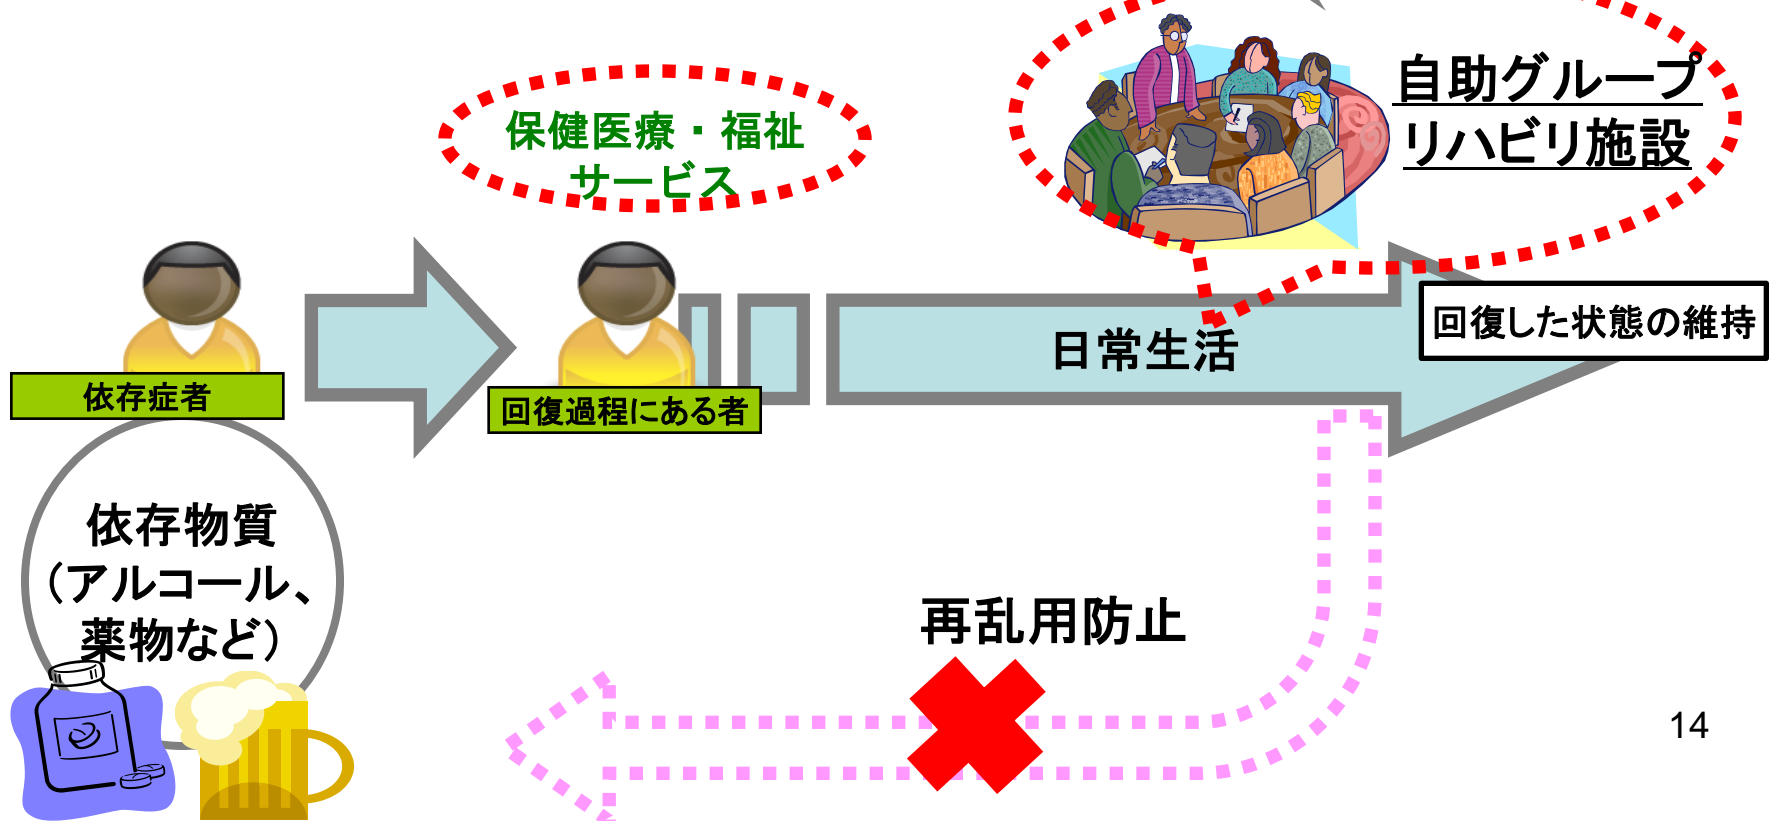 自助グループ
リハビリ施設
保健医療・福祉
サービス
依存症者
回復過程にある者
日常生活
回復した状態の維持
依存物質
（アルコール、
薬物など）
再乱用防止
14